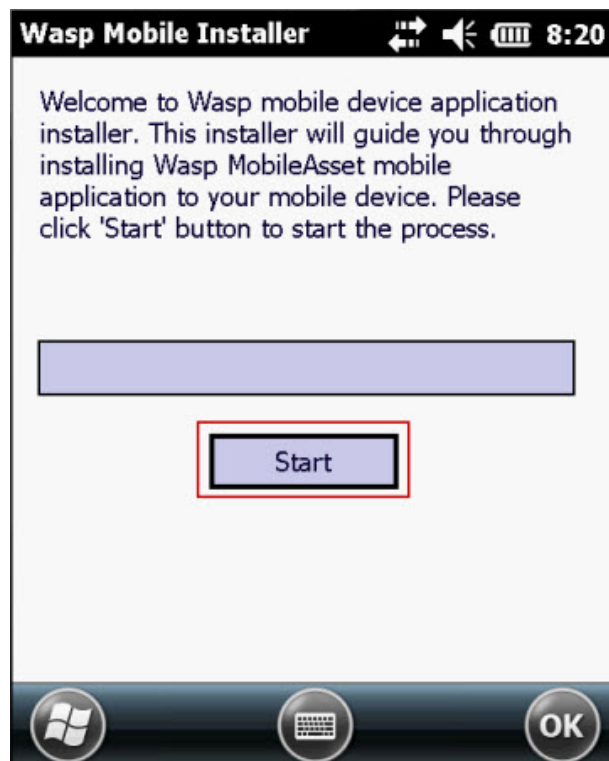 Wasp Mobile Installer 8:20
Welcome to Wasp mobile device application
installer. This installer will guide you through
installing Wasp MobileAsset mobile
application to your mobile device. Please
click 'Start' button to start the process.
Start
OK